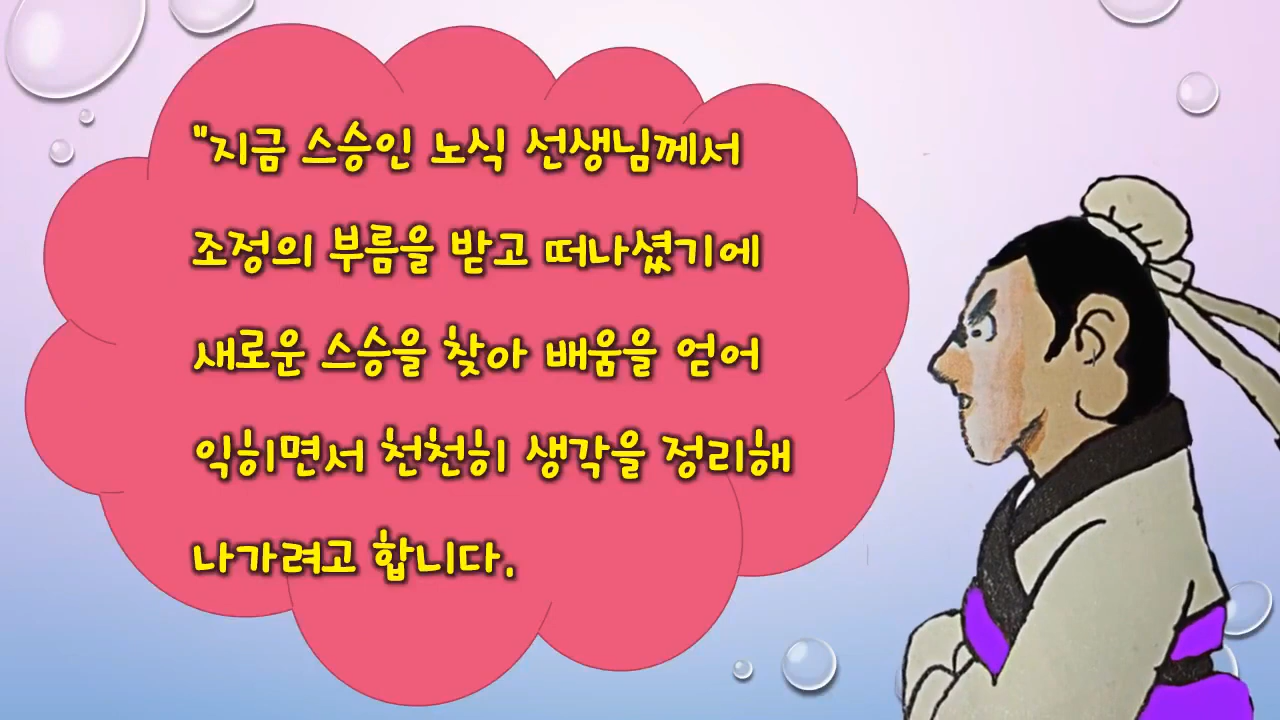 "지금 스승인 노식 선생님께서
조정의 부름을 받고 떠나셨기에
새로운 스승을 찾아 배움을 얻어
익히면서 천천히 생각을 정리해
나가려고 합니다.